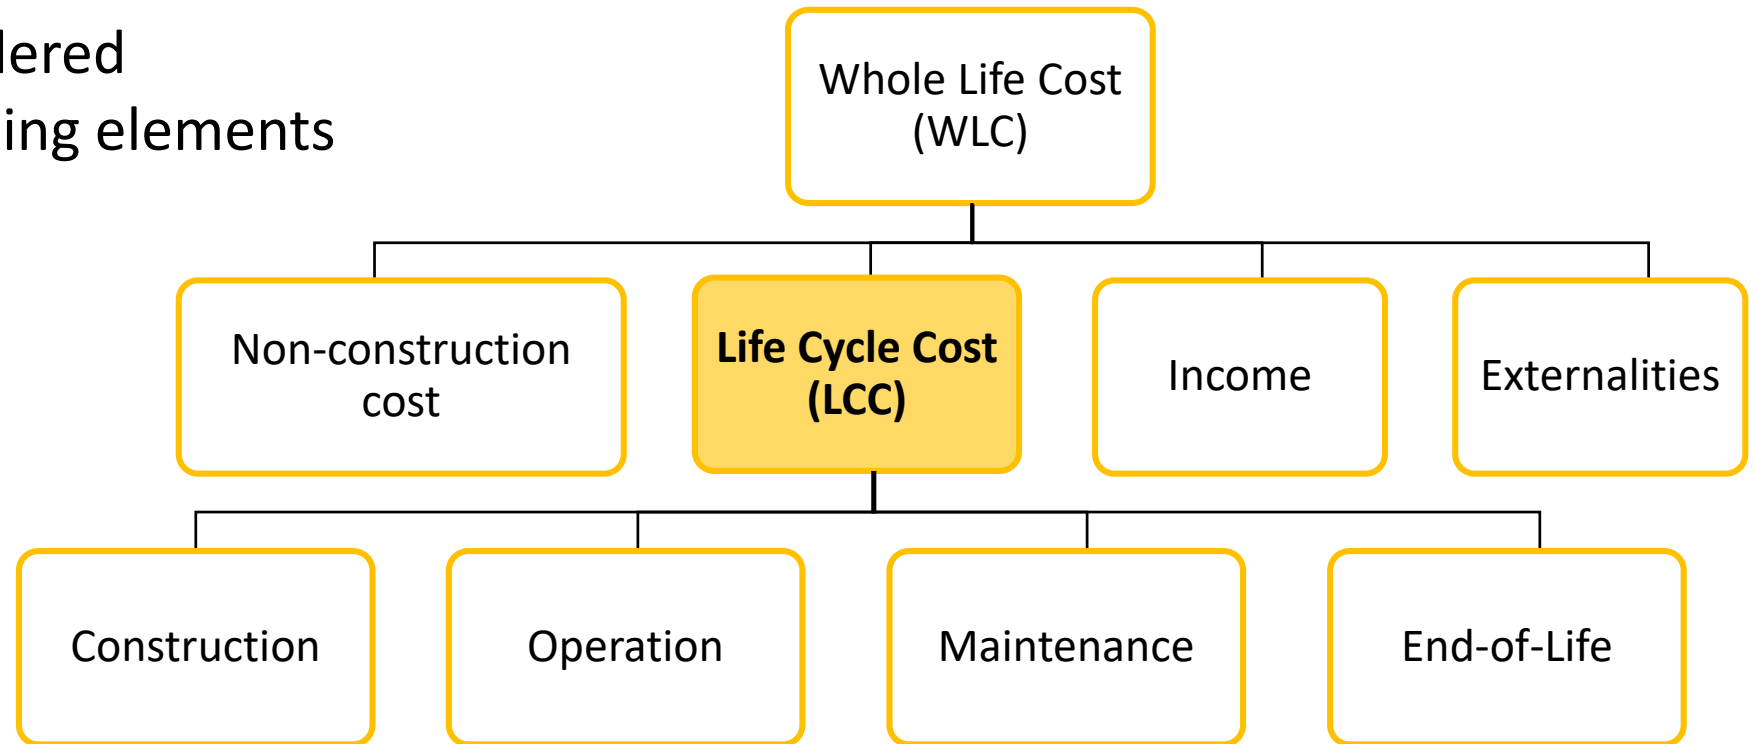 dered
ing elements
Whole Life Cost
(WLC)
Non-construction
cost
Life Cycle Cost
(LCC)
Income
Externalities
Construction
Operation
Maintenance
End-of-Life